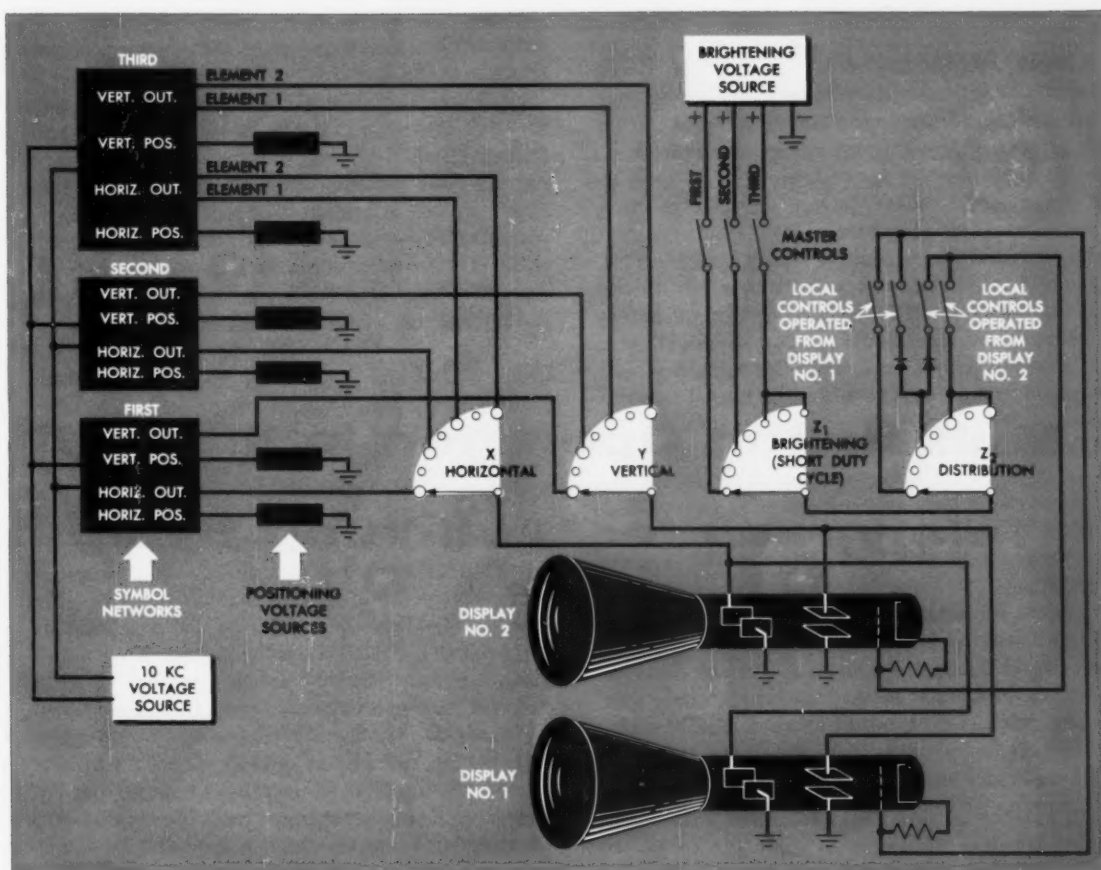 THIRD
VERT. OUT.
VERT. POS.
HORIZ. OUT.
HORIZ. POS.
ELEMENT 2
ELEMENT 1
ELEMENT 2
ELEMENT 1
SECOND
VERT. OUT.
VERT. POS.
HORIZ. OUT.
HORIZ. POS.
FIRST
VERT. OUT.
VERT. POS.
HORIZ. OUT.
HORIZ. POS.
SYMBOL
NETWORKS
POSITIONING
VOLTAGE
SOURCES
10 KC
VOLTAGE
SOURCE
BRIGHTENING
VOLTAGE
SOURCE
+ + + −
FIRST
SECOND
THIRD
MASTER
CONTROLS
LOCAL
CONTROLS
OPERATED
FROM
DISPLAY
NO. 1
LOCAL
CONTROLS
OPERATED
FROM
DISPLAY
NO. 2
X
HORIZONTAL
Y
VERTICAL
Z₁
BRIGHTENING
(SHORT DUTY
CYCLE)
Z₂
DISTRIBUTION
DISPLAY
NO. 2
DISPLAY
NO. 1